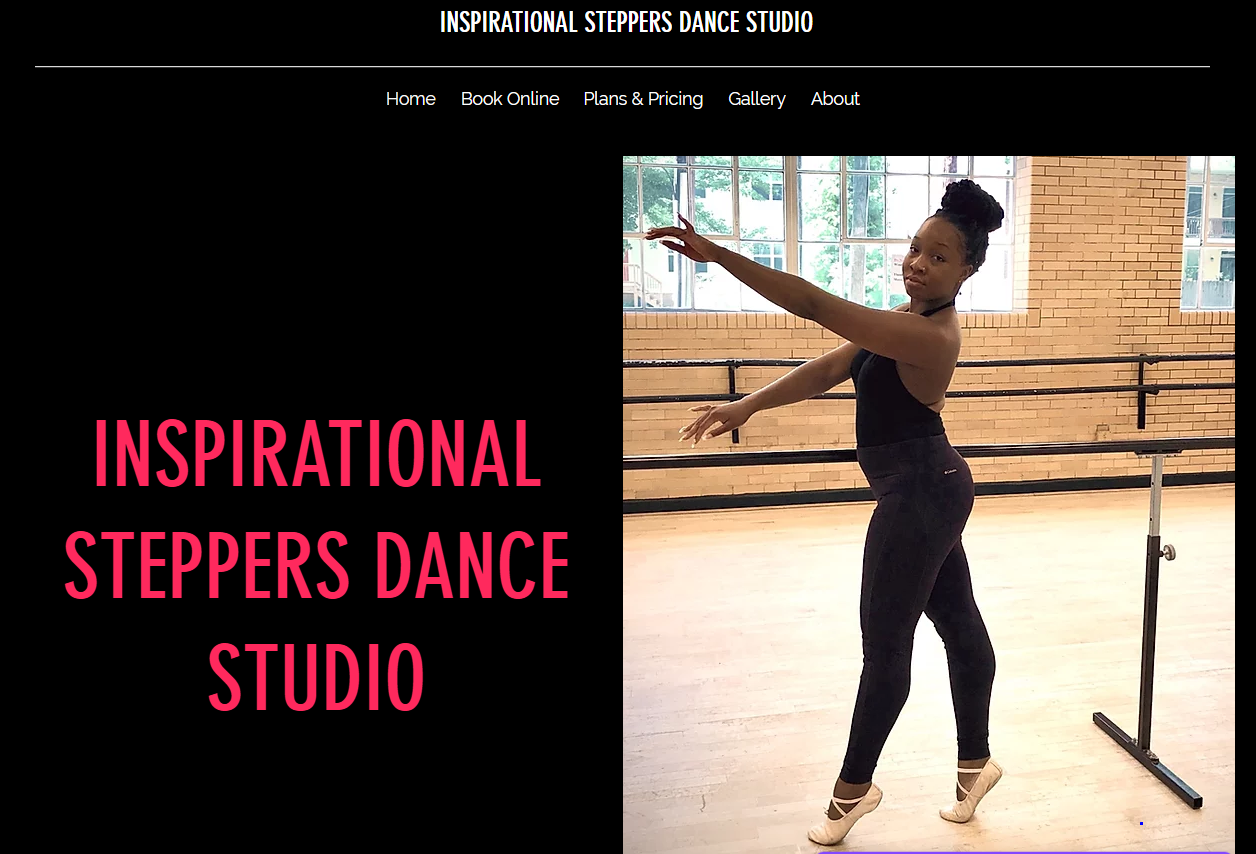 INSPIRATIONAL STEPPERS DANCE STUDIO
Home Book Online Plans & Pricing Gallery About
INSPIRATIONAL
STEPPERS DANCE
STUDIO